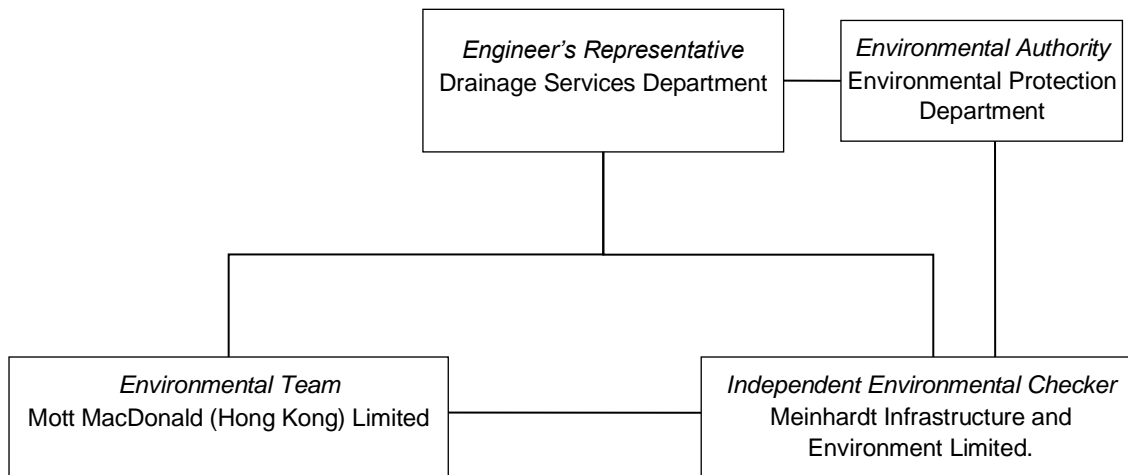 Engineer's Representative
Drainage Services Department
Environmental Authority
Environmental Protection
Department
Environmental Team
Mott MacDonald (Hong Kong) Limited
Independent Environmental Checker
Meinhardt Infrastructure and
Environment Limited.